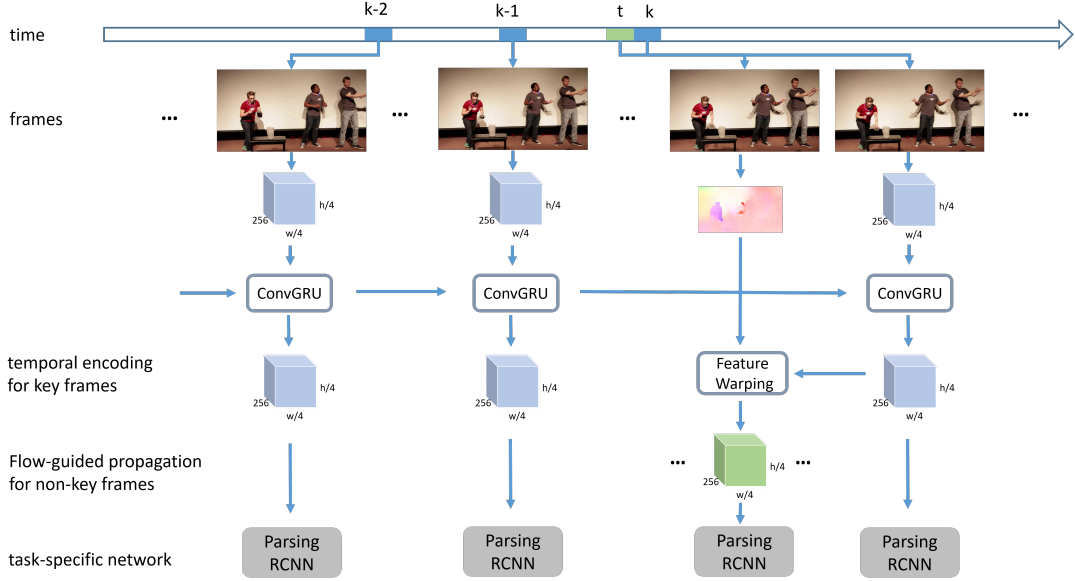 k-2
k-1
t
k
time
frames
...
...
...
...
256
h/4
w/4
256
h/4
w/4
256
h/4
w/4
ConvGRU
ConvGRU
ConvGRU
temporal encoding
for key frames
256
h/4
w/4
256
h/4
w/4
Feature
Warping
256
h/4
w/4
Flow-guided propagation
for non-key frames
...
256
h/4
w/4
...
task-specific network
Parsing
RCNN
Parsing
RCNN
Parsing
RCNN
Parsing
RCNN